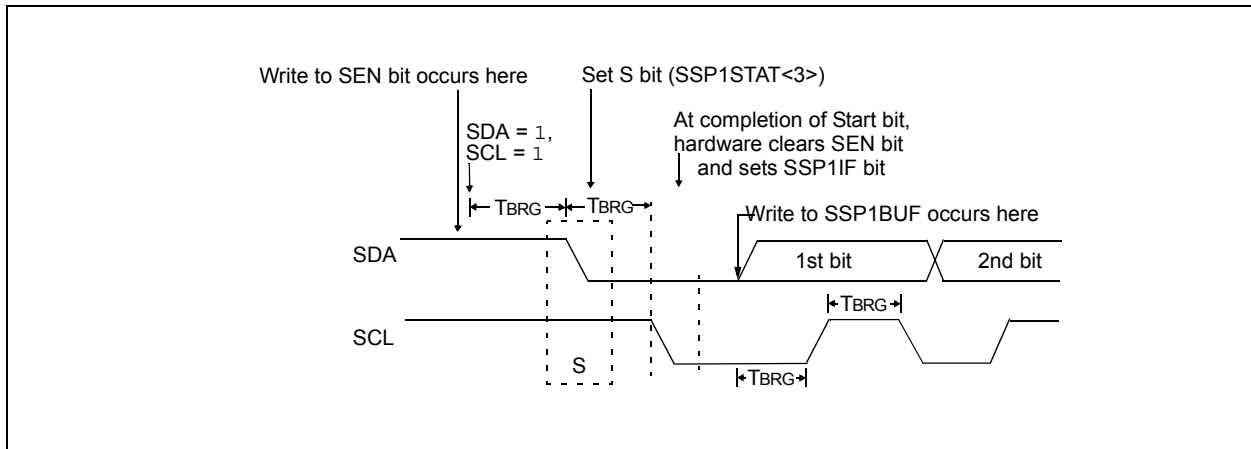 Write to SEN bit occurs here
Set S bit (SSP1STAT<3>)
At completion of Start bit,
hardware clears SEN bit
and sets SSP1IF bit
SDA = 1,
SCL = 1
TBRG
TBRG
Write to SSP1BUF occurs here
SDA
1st bit
2nd bit
TBRG
SCL
S
TBRG